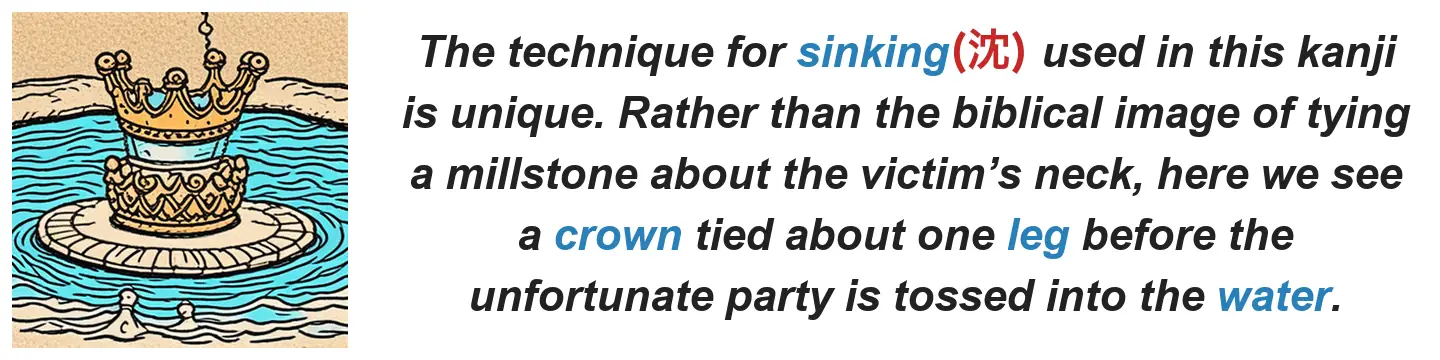 The technique for sinking(沈) used in this kanji
is unique. Rather than the biblical image of tying
a millstone about the victim’s neck, here we see
a crown tied about one leg before the
unfortunate party is tossed into the water.